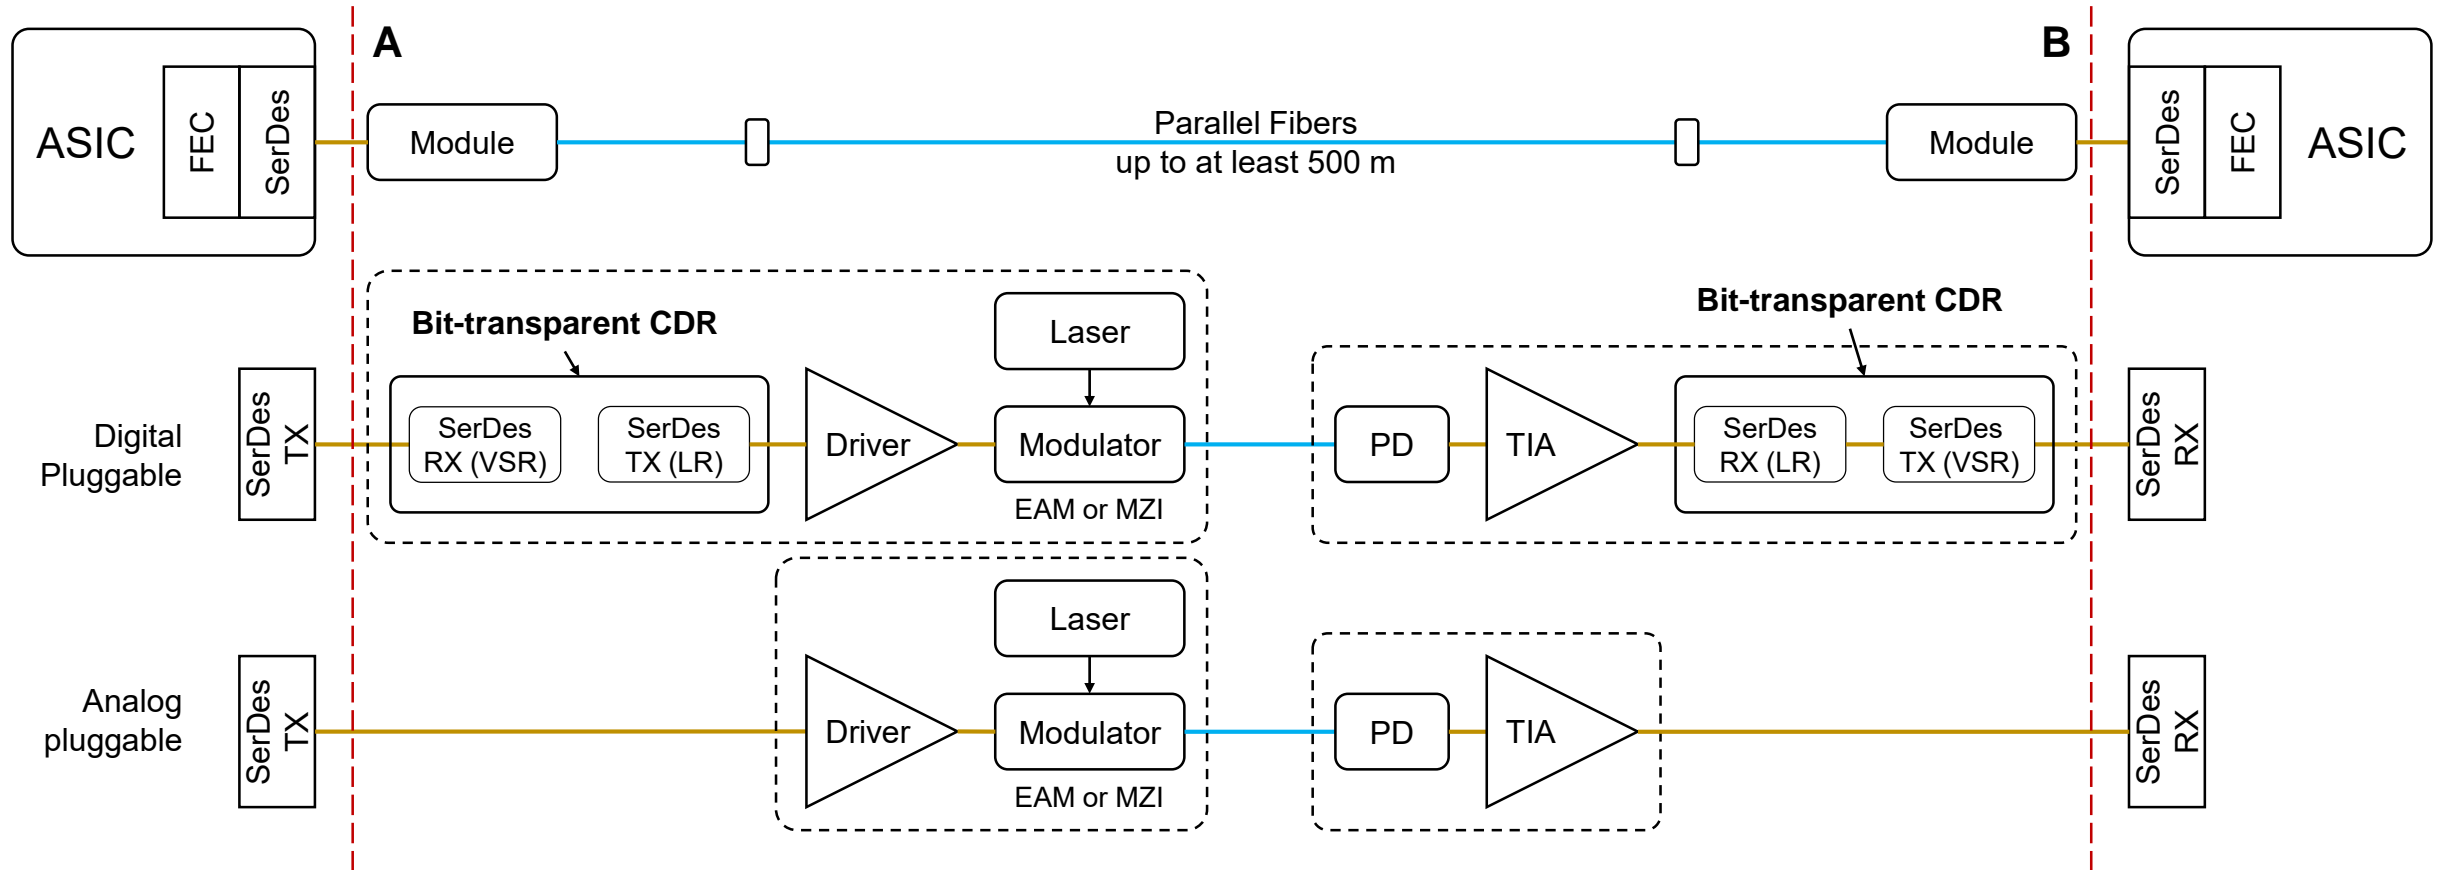 A
B
ASIC
FEC
SerDes
Module
Parallel Fibers
up to at least 500 m
Module
SerDes
FEC
ASIC
Bit-transparent CDR
Laser
Bit-transparent CDR
Digital
Pluggable
SerDes
TX
SerDes
RX (VSR)
SerDes
TX (LR)
Driver
Modulator
EAM or MZI
PD
TIA
SerDes
RX (LR)
SerDes
TX (VSR)
SerDes
RX
Laser
Analog
pluggable
SerDes
TX
Driver
Modulator
EAM or MZI
PD
TIA
SerDes
RX